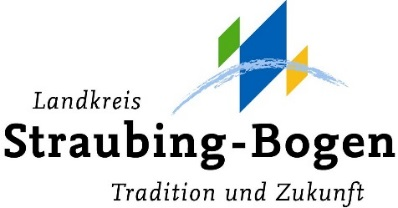 Landkreis
Straubing-Bogen
Tradition und Zukunft